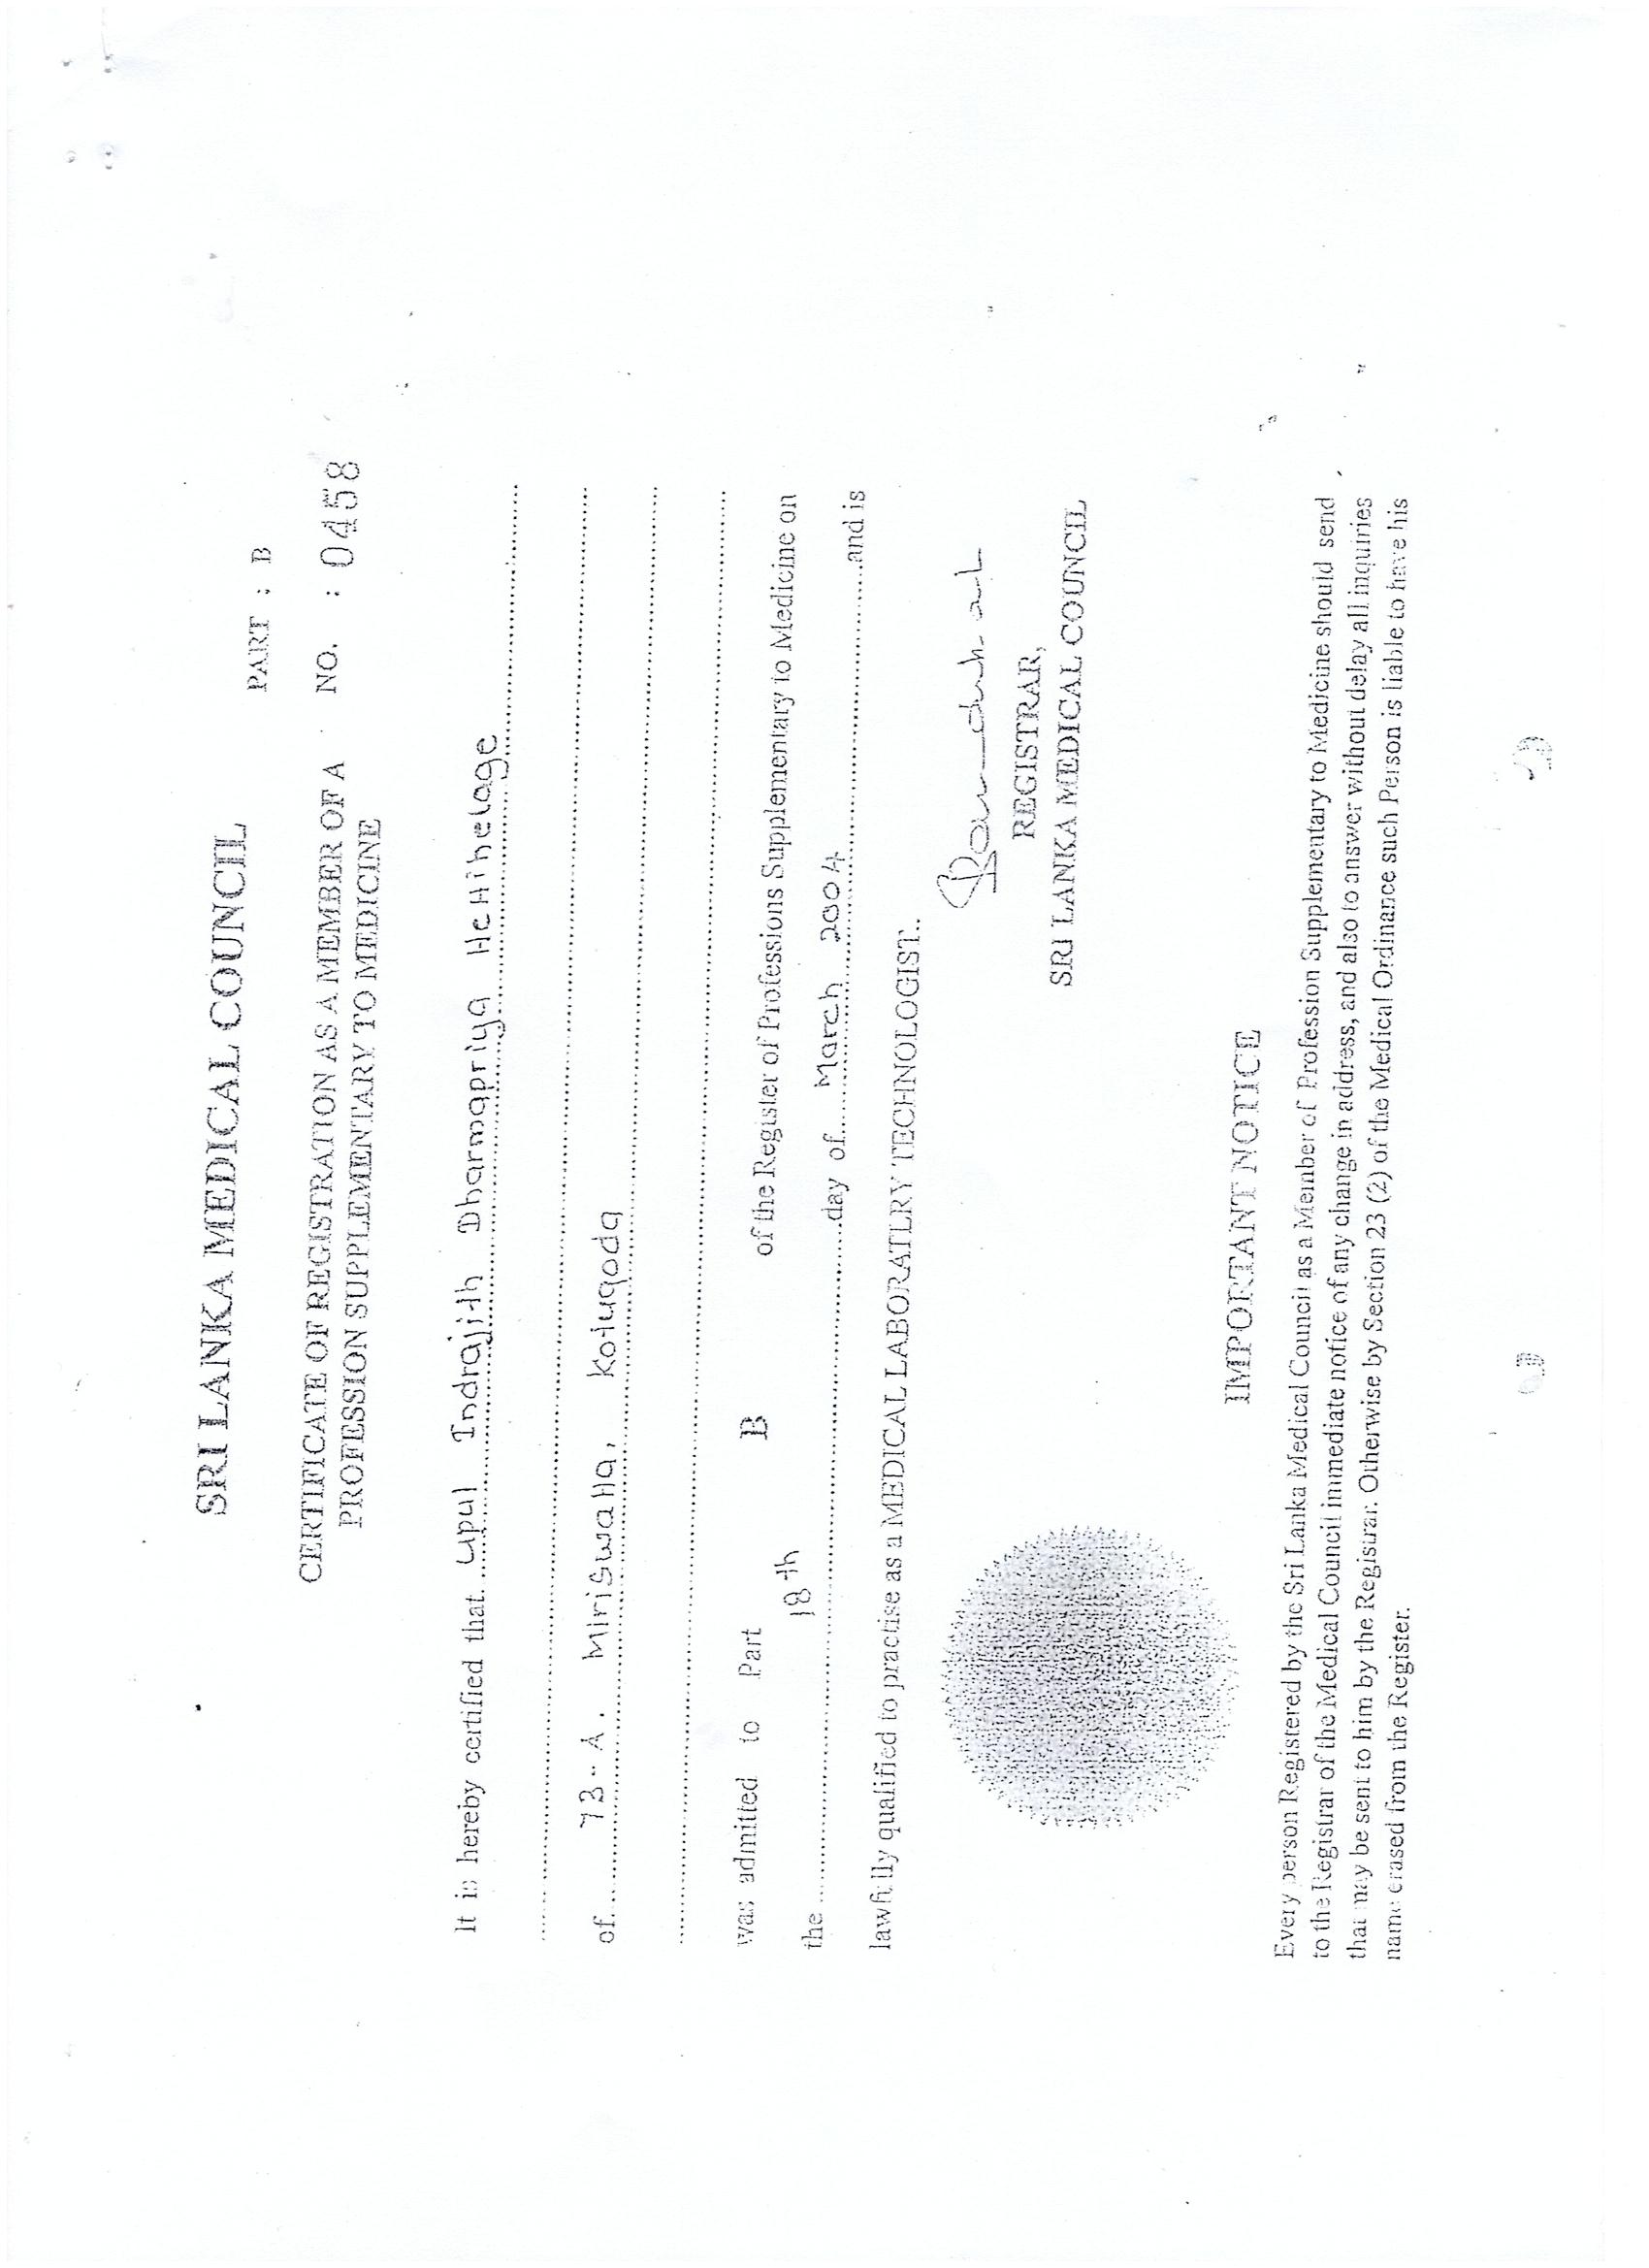 SRI LANKA MEDICAL COUNCIL
PART : B
CERTIFICATE OF REGISTRATION AS A MEMBER OF A NO. : 0458
PROFESSION SUPPLEMENTARY TO MEDICINE
It is hereby certified that Upul Indrajith Dharmapriya Hettihelage
of 73-A, Miriswatta, Kotugoda
was admitted to Part B of the Register of Professions Supplementary to Medicine on
the 18th day of March 2004 and is
lawfully qualified to practise as a MEDICAL LABORATLRY TECHNOLOGIST..
REGISTRAR,
SRI LANKA MEDICAL COUNCIL
IMPORTANT NOTICE
Every person Registered by the Sri Lanka Medical Council as a Member of Profession Supplementary to Medicine should send
to the Registrar of the Medical Council immediate notice of any change in address, and also to answer without delay all inquiries
that may be sent to him by the Registrar. Otherwise by Section 23 (2) of the Medical Ordinance such Person is liable to have his
name erased from the Register.